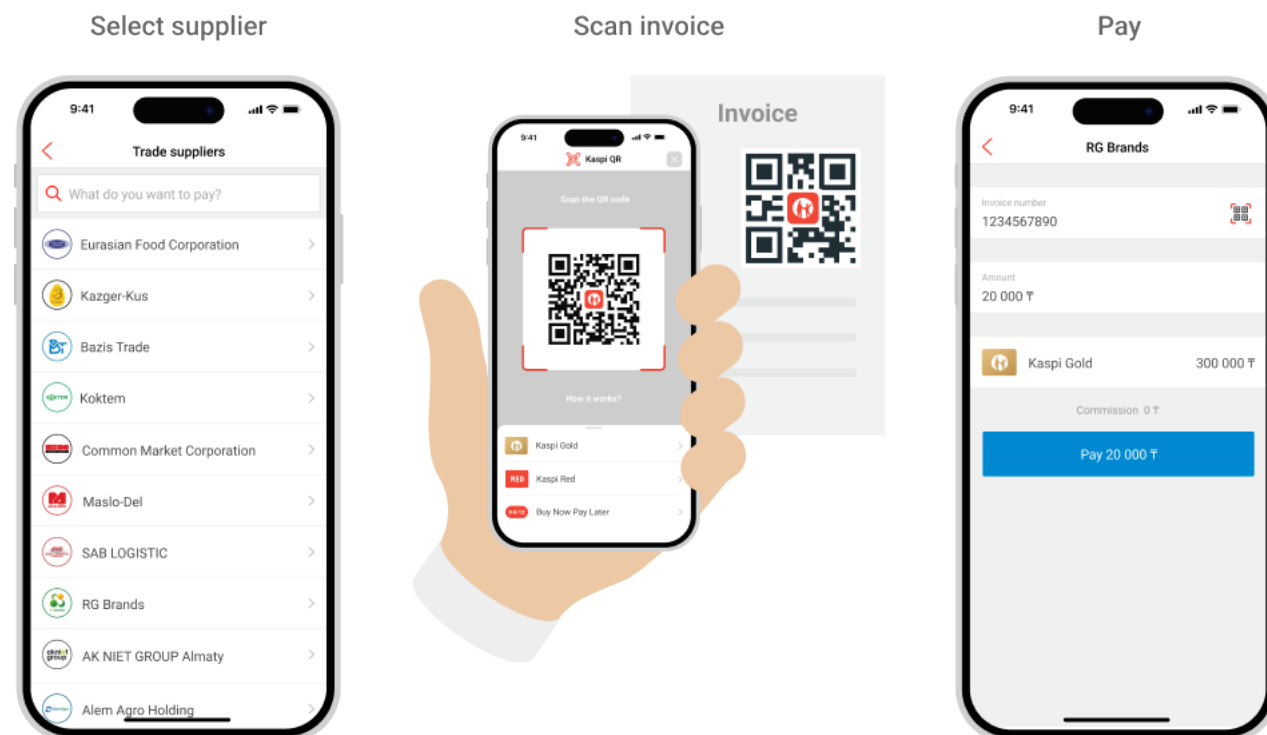 Select supplier
9:41
Trade suppliers
What do you want to pay?
Eurasian Food Corporation
Kazger-Kus
Bazis Trade
Koktem
Common Market Corporation
Maslo-Del
SAB LOGISTIC
RG Brands
AK NIET GROUP Almaty
Alem Agro Holding
Scan invoice
Invoice
9:41
Kaspi QR
Scan the QR code
How it works?
Kaspi Gold
RED Kaspi Red
Buy Now Pay Later
Pay
9:41
RG Brands
Invoice number
1234567890
Amount
20 000 ₸
Kaspi Gold 300 000 ₸
Commission 0 ₸
Pay 20 000 ₸